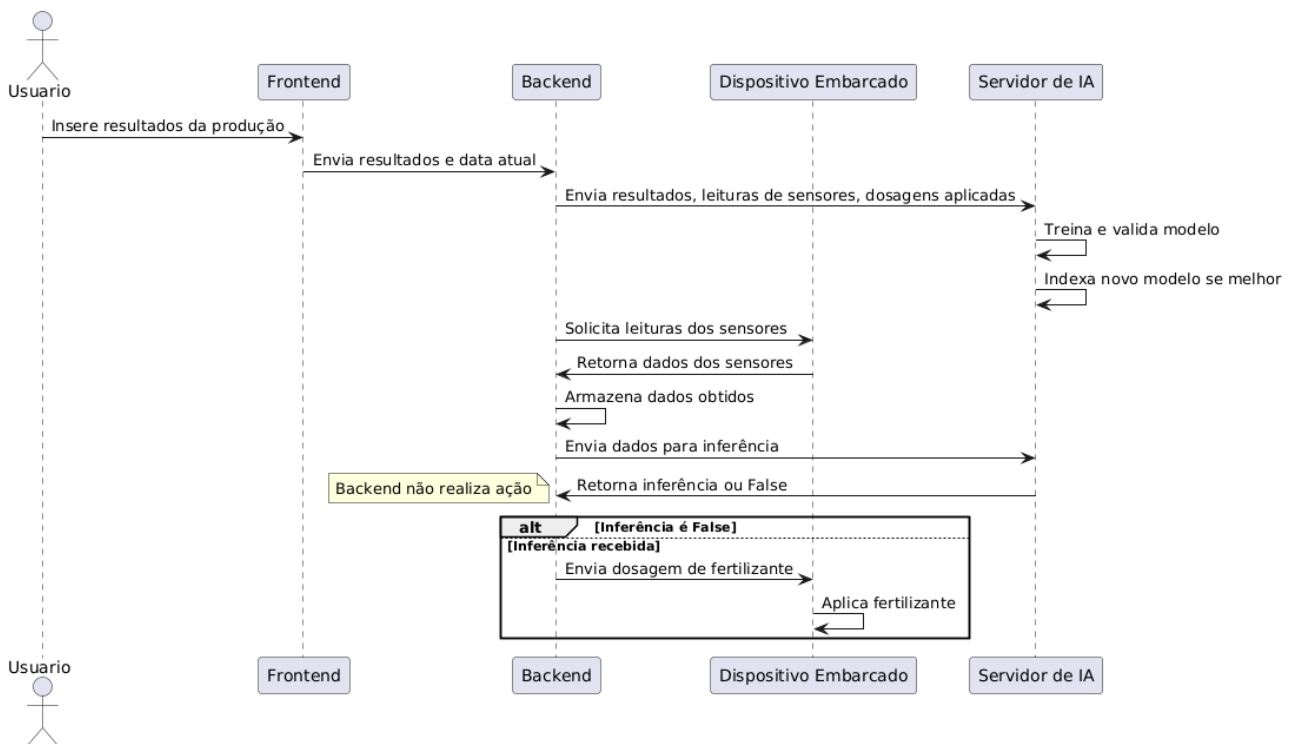 Usuario
Frontend
Backend
Dispositivo Embarcado
Servidor de IA
Insere resultados da produção
Envia resultados e data atual
Envia resultados, leituras de sensores, dosagens aplicadas
Treina e valida modelo
Indexa novo modelo se melhor
Solicita leituras dos sensores
Retorna dados dos sensores
Armazena dados obtidos
Envia dados para inferência
Backend não realiza ação
Retorna inferência ou False
alt [Inferência é False]
[Inferência recebida]
Envia dosagem de fertilizante
Aplica fertilizante
Usuario
Frontend
Backend
Dispositivo Embarcado
Servidor de IA